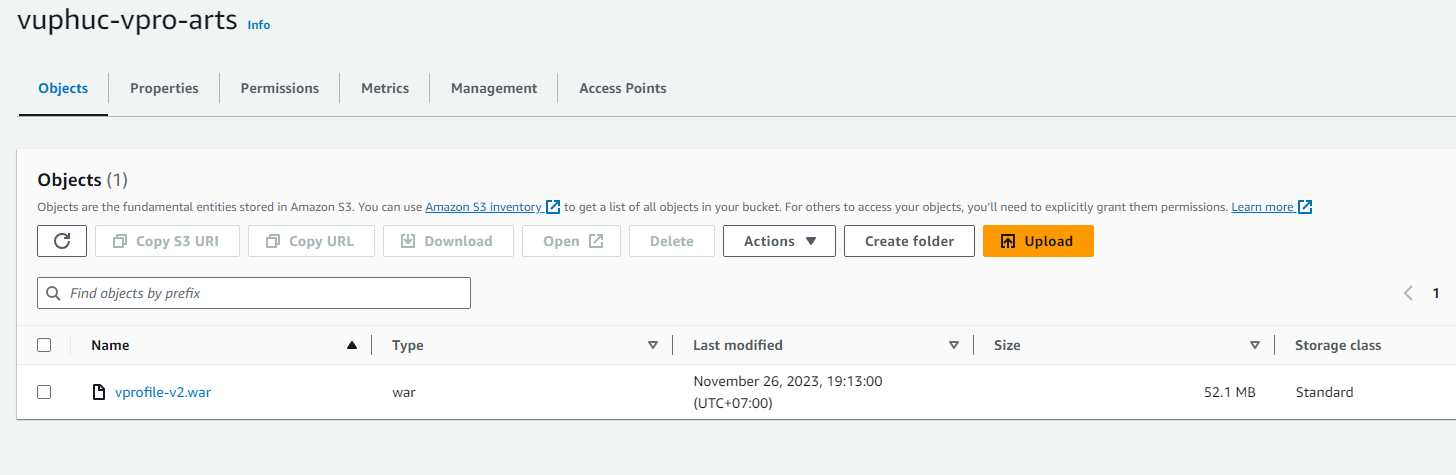 vuphuc-vpro-arts Info
Objects Properties Permissions Metrics Management Access Points
Objects (1)
Objects are the fundamental entities stored in Amazon S3. You can use Amazon S3 inventory to get a list of all objects in your bucket. For others to access your objects, you'll need to explicitly grant them permissions. Learn more
Copy S3 URI Copy URL Download Open Delete Actions Create folder Upload
Find objects by prefix 1
Name Type Last modified Size Storage class
vprofile-v2.war war November 26, 2023, 19:13:00 (UTC+07:00) 52.1 MB Standard